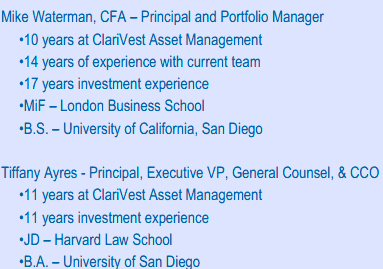 Mike Waterman, CFA – Principal and Portfolio Manager
•10 years at ClariVest Asset Management
•14 years of experience with current team
•17 years investment experience
•MiF – London Business School
•B.S. – University of California, San Diego
Tiffany Ayres - Principal, Executive VP, General Counsel, & CCO
•11 years at ClariVest Asset Management
•11 years investment experience
•JD – Harvard Law School
•B.A. – University of San Diego